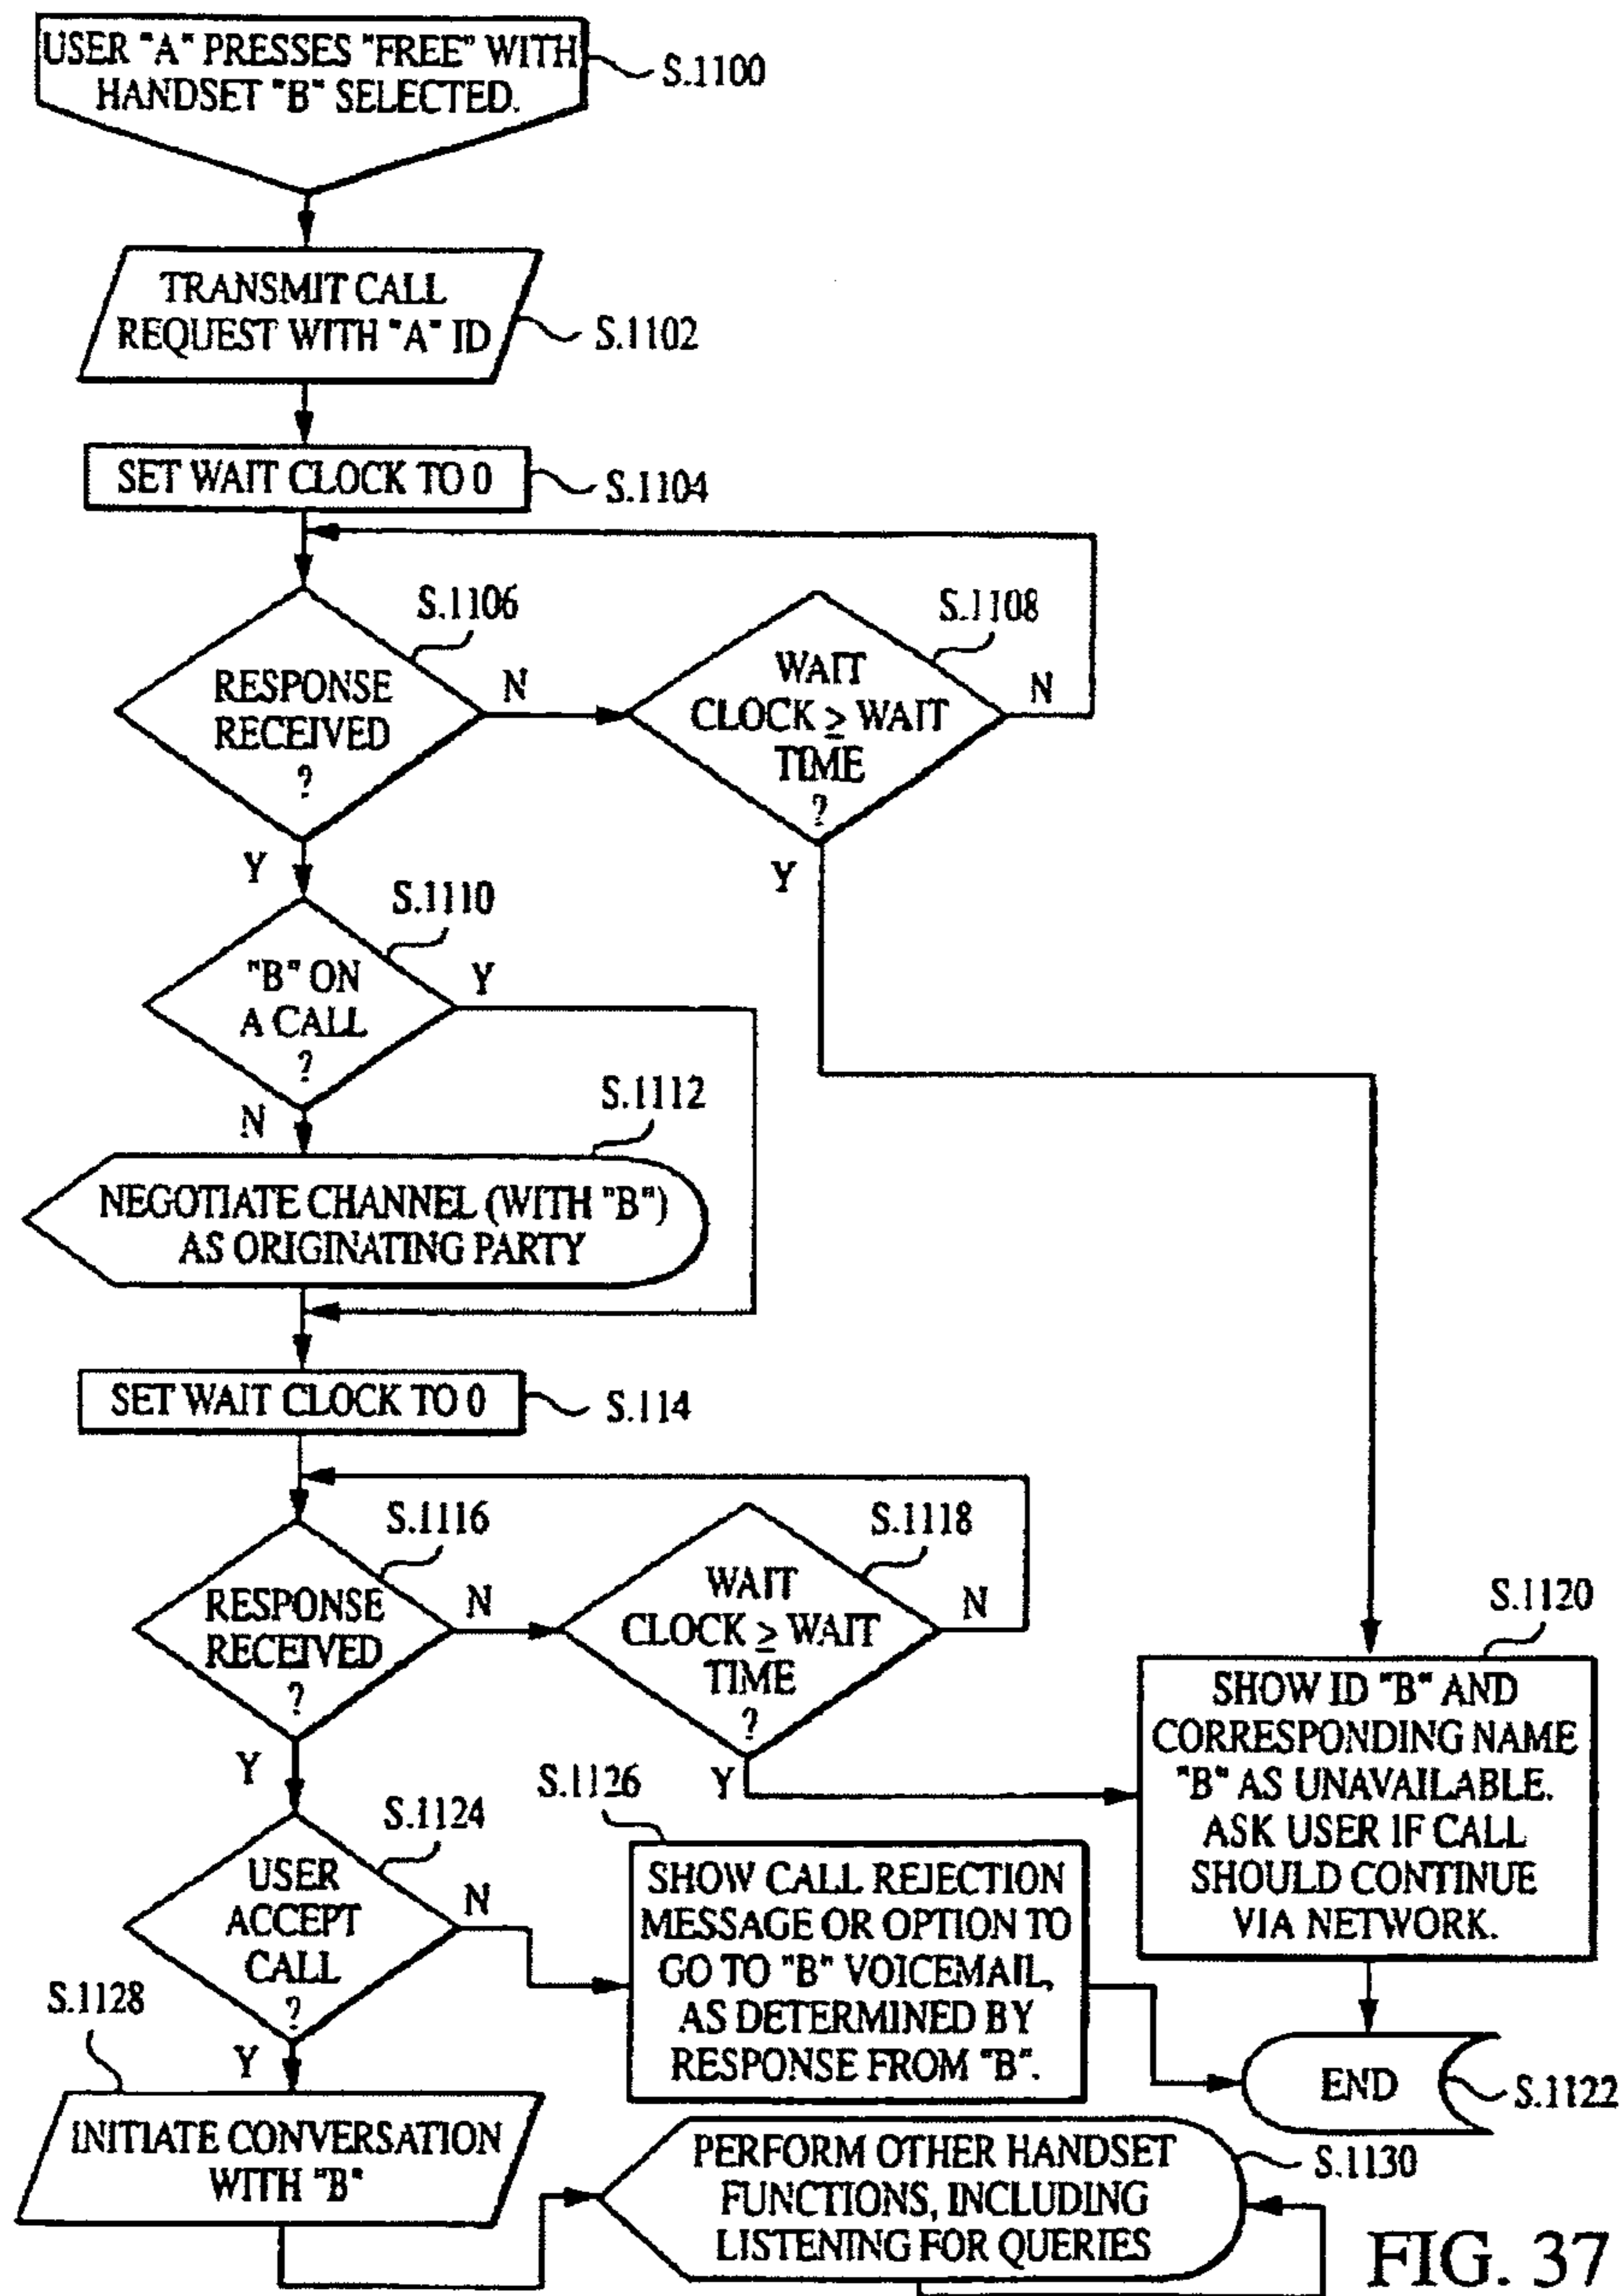 USER "A" PRESSES "FREE" WITH
HANDSET "B" SELECTED.
S.1100
TRANSMIT CALL
REQUEST WITH "A" ID
S.1102
SET WAIT CLOCK TO 0
S.1104
S.1106
RESPONSE
RECEIVED
?
N
Y
S.1108
WAIT
CLOCK ≥ WAIT
TIME
?
N
Y
S.1110
"B" ON
A CALL
?
Y
N
S.1112
NEGOTIATE CHANNEL (WITH "B")
AS ORIGINATING PARTY
SET WAIT CLOCK TO 0
S.114
S.1116
RESPONSE
RECEIVED
?
N
Y
S.1118
WAIT
CLOCK ≥ WAIT
TIME
?
N
Y
S.1120
SHOW ID "B" AND
CORRESPONDING NAME
"B" AS UNAVAILABLE.
ASK USER IF CALL
SHOULD CONTINUE
VIA NETWORK.
S.1124
USER
ACCEPT
CALL
?
N
Y
S.1126
SHOW CALL REJECTION
MESSAGE OR OPTION TO
GO TO "B" VOICEMAIL,
AS DETERMINED BY
RESPONSE FROM "B".
END
S.1122
S.1128
INITIATE CONVERSATION
WITH "B"
PERFORM OTHER HANDSET
FUNCTIONS, INCLUDING
LISTENING FOR QUERIES
S.1130
FIG. 37